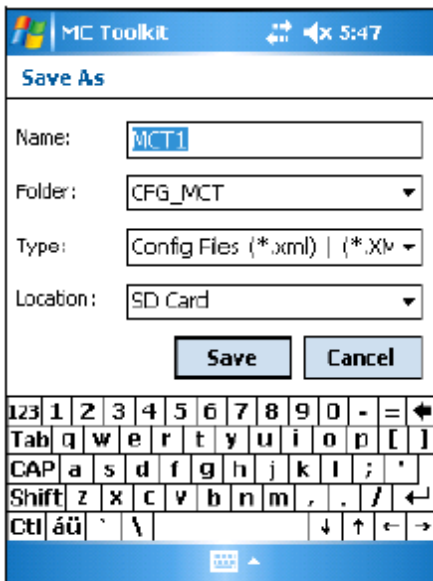 MC Toolkit 5:47
Save As
Name: MCT1
Folder: CFG_MCT
Type: Config Files (*.xml) | (*.XM
Location: SD Card
Save Cancel
123 1 2 3 4 5 6 7 8 9 0 - = ←
Tab q w e r t y u i o p [ ]
CAP a s d f g h j k l ; '
Shift z x c v b n m , . / ↵
Ctl áü ` \ ↓ ↑ ← →